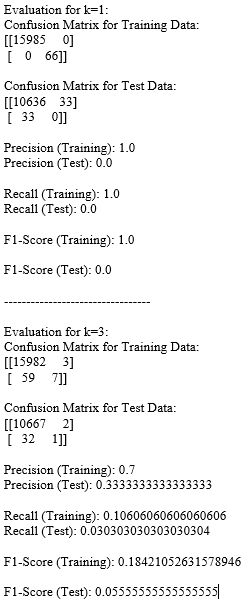 Evaluation for k=1:
Confusion Matrix for Training Data:
[[15985     0]
 [    0    66]]
Confusion Matrix for Test Data:
[[10636    33]
 [   33     0]]
Precision (Training): 1.0
Precision (Test): 0.0
Recall (Training): 1.0
Recall (Test): 0.0
F1-Score (Training): 1.0
F1-Score (Test): 0.0
---------------------------------
Evaluation for k=3:
Confusion Matrix for Training Data:
[[15982     3]
 [   59     7]]
Confusion Matrix for Test Data:
[[10667     2]
 [   32     1]]
Precision (Training): 0.7
Precision (Test): 0.3333333333333333
Recall (Training): 0.10606060606060606
Recall (Test): 0.030303030303030304
F1-Score (Training): 0.18421052631578946
F1-Score (Test): 0.05555555555555555